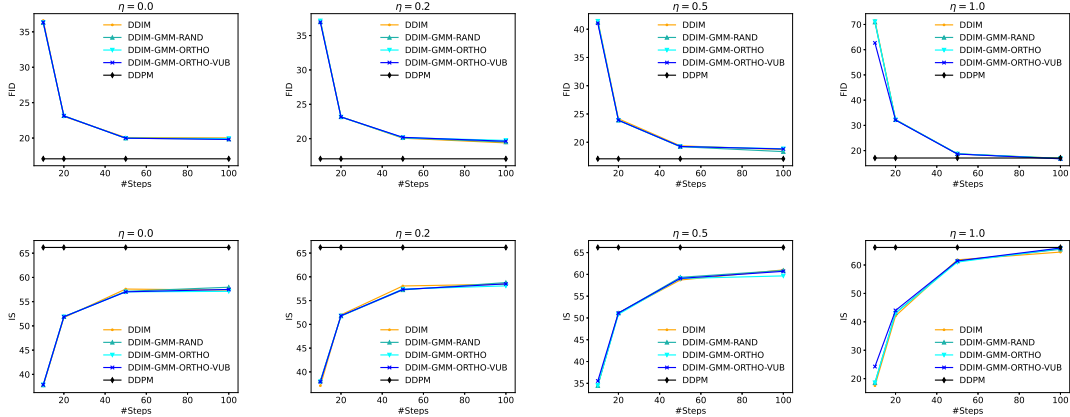 η = 0.0
FID
35
30
25
20
DDIM
DDIM-GMM-RAND
DDIM-GMM-ORTHO
DDIM-GMM-ORTHO-VUB
DDPM
20 40 60 80 100
#Steps
η = 0.2
FID
35
30
25
20
DDIM
DDIM-GMM-RAND
DDIM-GMM-ORTHO
DDIM-GMM-ORTHO-VUB
DDPM
20 40 60 80 100
#Steps
η = 0.5
FID
40
35
30
25
20
DDIM
DDIM-GMM-RAND
DDIM-GMM-ORTHO
DDIM-GMM-ORTHO-VUB
DDPM
20 40 60 80 100
#Steps
η = 1.0
FID
70
60
50
40
30
20
DDIM
DDIM-GMM-RAND
DDIM-GMM-ORTHO
DDIM-GMM-ORTHO-VUB
DDPM
20 40 60 80 100
#Steps
η = 0.0
IS
65
60
55
50
45
40
DDIM
DDIM-GMM-RAND
DDIM-GMM-ORTHO
DDIM-GMM-ORTHO-VUB
DDPM
20 40 60 80 100
#Steps
η = 0.2
IS
65
60
55
50
45
40
DDIM
DDIM-GMM-RAND
DDIM-GMM-ORTHO
DDIM-GMM-ORTHO-VUB
DDPM
20 40 60 80 100
#Steps
η = 0.5
IS
65
60
55
50
45
40
35
DDIM
DDIM-GMM-RAND
DDIM-GMM-ORTHO
DDIM-GMM-ORTHO-VUB
DDPM
20 40 60 80 100
#Steps
η = 1.0
IS
60
50
40
30
20
DDIM
DDIM-GMM-RAND
DDIM-GMM-ORTHO
DDIM-GMM-ORTHO-VUB
DDPM
20 40 60 80 100
#Steps